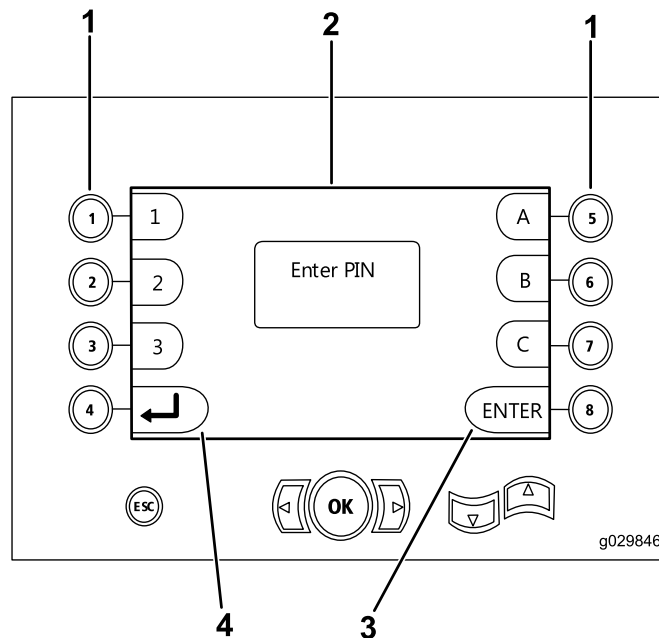 1 2 1
1 1 A 5
Enter PIN
2 2 B 6
3 3 C 7
4 ENTER 8
ESC OK
g029846
4 3